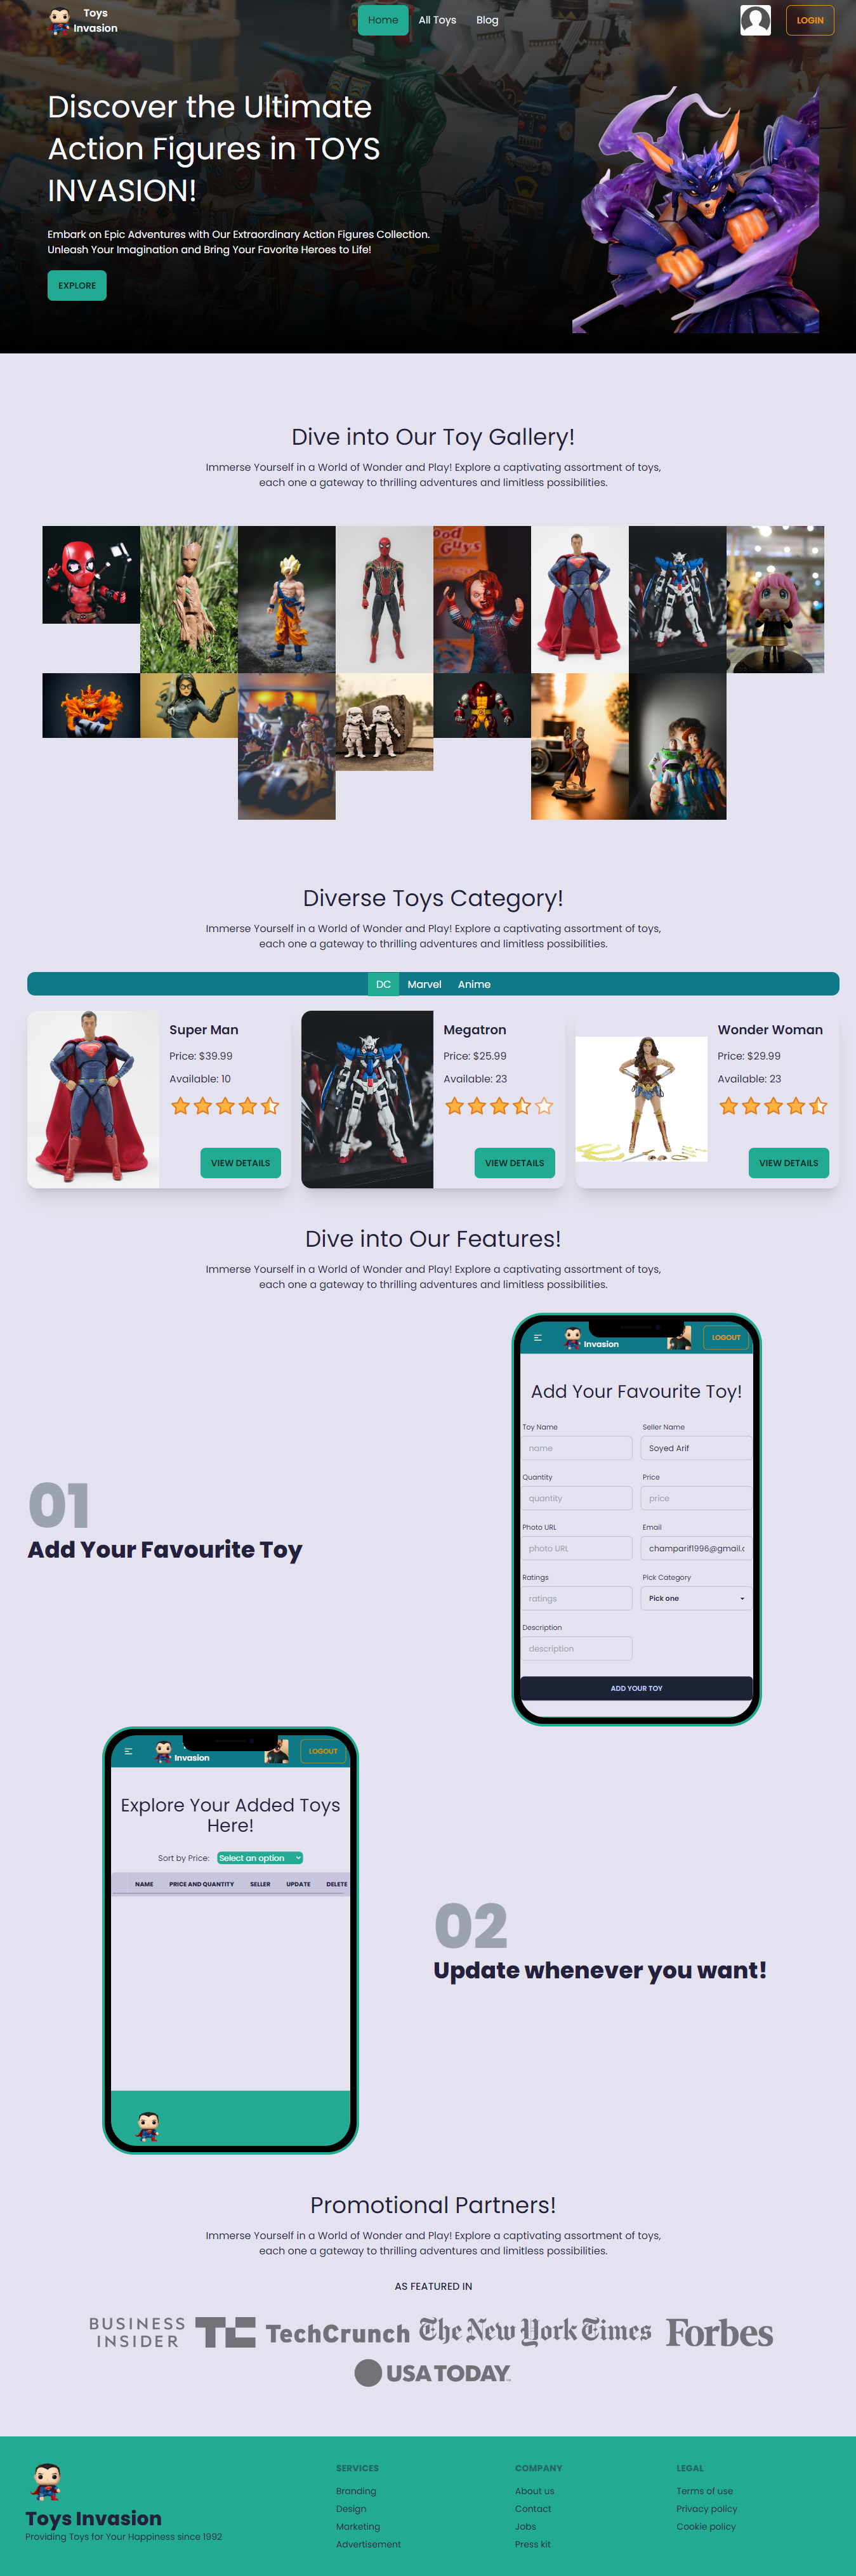 Toys
Invasion
Home
All Toys
Blog
LOGIN
Discover the Ultimate
Action Figures in TOYS
INVASION!
Embark on Epic Adventures with Our Extraordinary Action Figures Collection.
Unleash Your Imagination and Bring Your Favorite Heroes to Life!
EXPLORE
Dive into Our Toy Gallery!
Immerse Yourself in a World of Wonder and Play! Explore a captivating assortment of toys,
each one a gateway to thrilling adventures and limitless possibilities.
Guys
Diverse Toys Category!
Immerse Yourself in a World of Wonder and Play! Explore a captivating assortment of toys,
each one a gateway to thrilling adventures and limitless possibilities.
DC
Marvel
Anime
Super Man
Price: $39.99
Available: 10
VIEW DETAILS
Megatron
Price: $25.99
Available: 23
VIEW DETAILS
Wonder Woman
Price: $29.99
Available: 23
VIEW DETAILS
Dive into Our Features!
Immerse Yourself in a World of Wonder and Play! Explore a captivating assortment of toys,
each one a gateway to thrilling adventures and limitless possibilities.
01
Add Your Favourite Toy
Invasion
LOGOUT
Add Your Favourite Toy!
Toy Name
Seller Name
name
Soyed Arif
Quantity
Price
quantity
price
Photo URL
Email
photo URL
champarif1996@gmail.c
Ratings
Pick Category
ratings
Pick one
Description
description
ADD YOUR TOY
Invasion
LOGOUT
Explore Your Added Toys
Here!
Sort by Price:
Select an option
NAME
PRICE AND QUANTITY
SELLER
UPDATE
DELETE
02
Update whenever you want!
Promotional Partners!
Immerse Yourself in a World of Wonder and Play! Explore a captivating assortment of toys,
each one a gateway to thrilling adventures and limitless possibilities.
AS FEATURED IN
BUSINESS
INSIDER
TC TechCrunch
The New York Times
Forbes
USA TODAY
Toys Invasion
Providing Toys for Your Happiness since 1992
SERVICES
Branding
Design
Marketing
Advertisement
COMPANY
About us
Contact
Jobs
Press kit
LEGAL
Terms of use
Privacy policy
Cookie policy